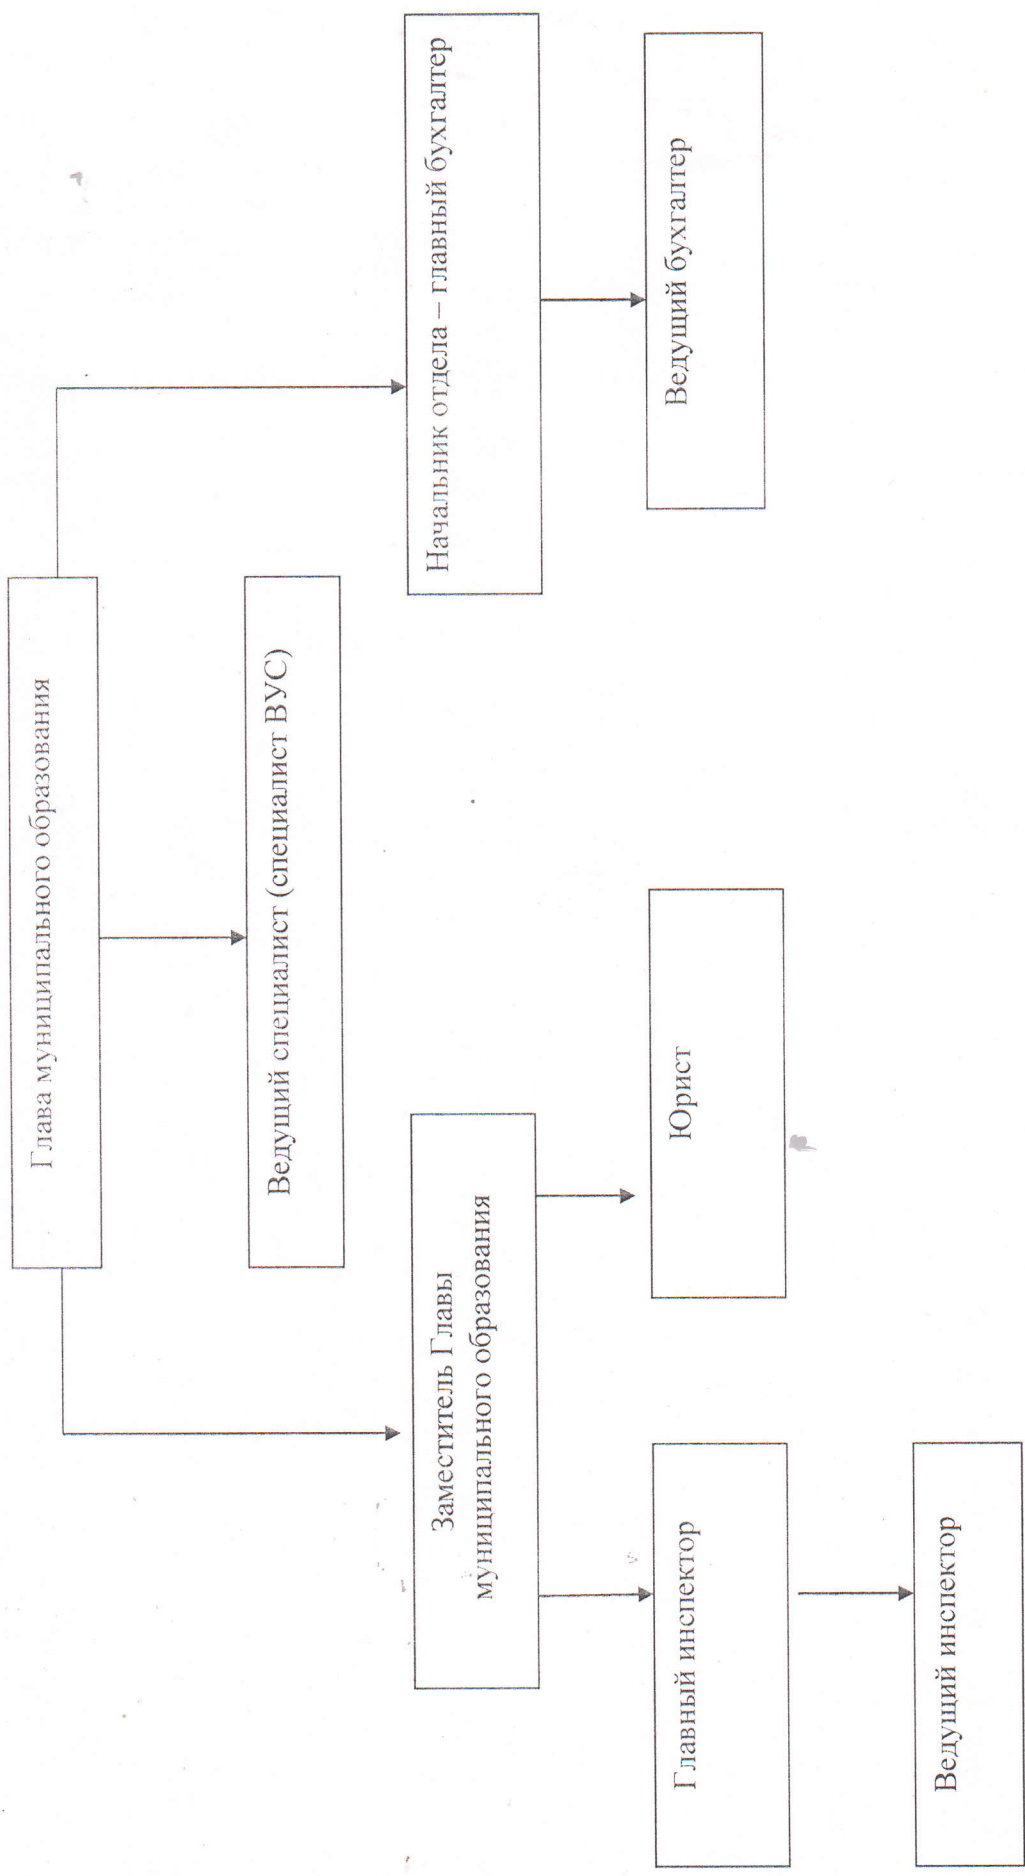 Глава муниципального образования
Ведущий специалист (специалист ВУС)
Заместитель Главы
муниципального образования
Начальник отдела – главный бухгалтер
Главный инспектор
Юрист
Ведущий бухгалтер
Ведущий инспектор